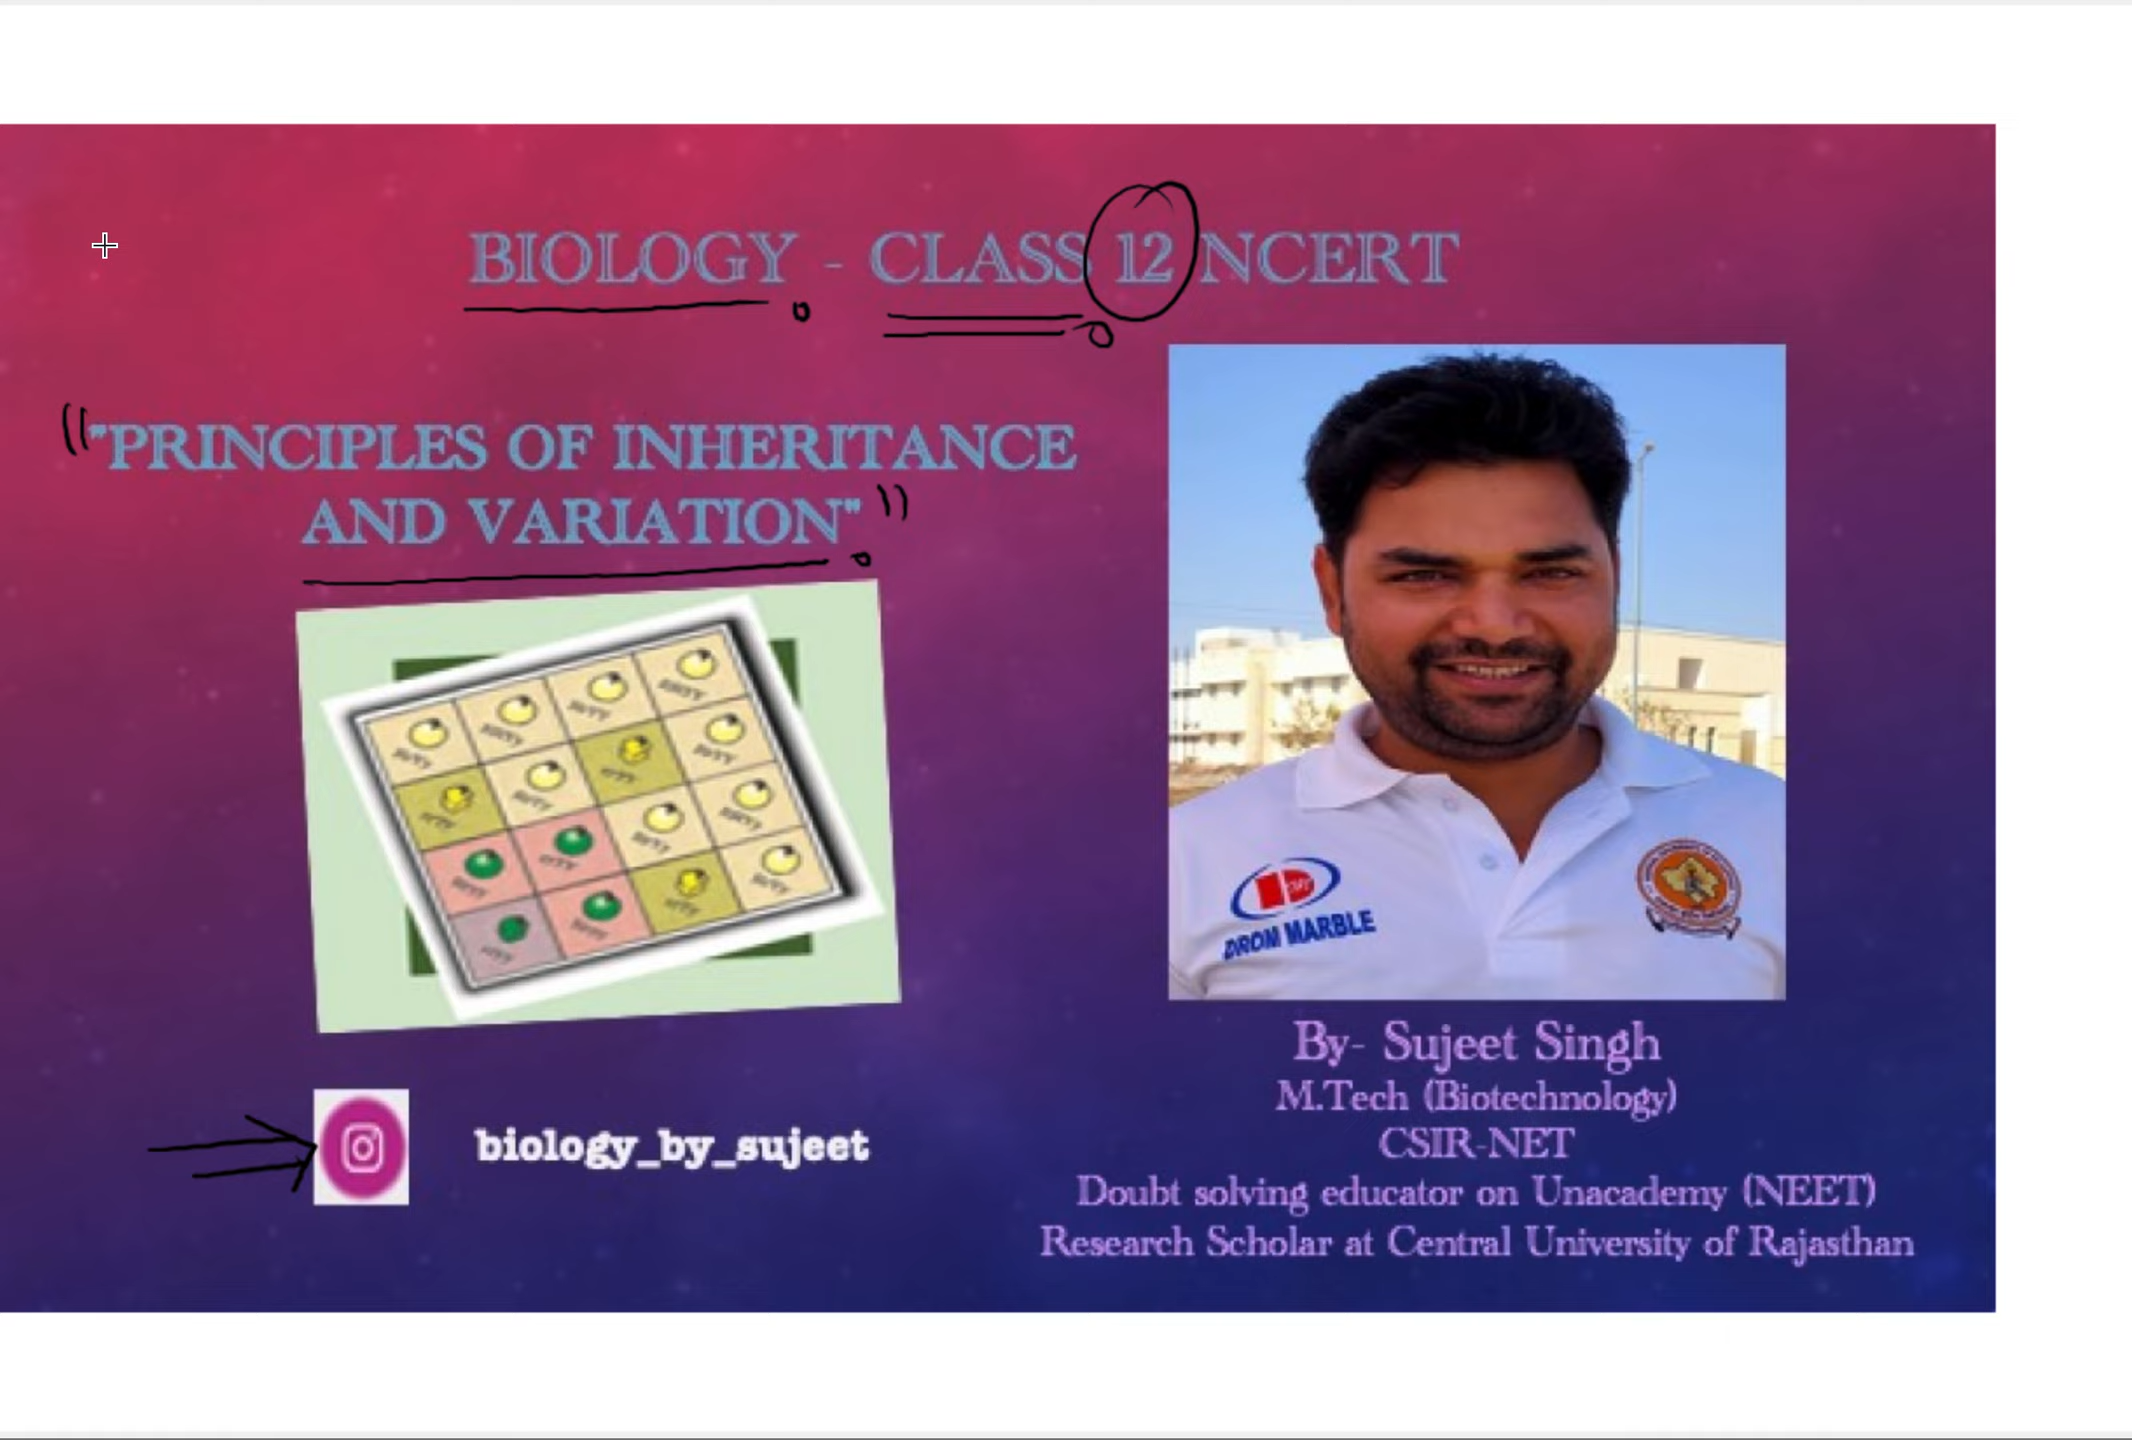 BIOLOGY - CLASS 12 NCERT
"PRINCIPLES OF INHERITANCE
AND VARIATION"
DROM MARBLE
By- Sujeet Singh
M.Tech (Biotechnology)
CSIR-NET
Doubt solving educator on Unacademy (NEET)
Research Scholar at Central University of Rajasthan
biology_by_sujeet